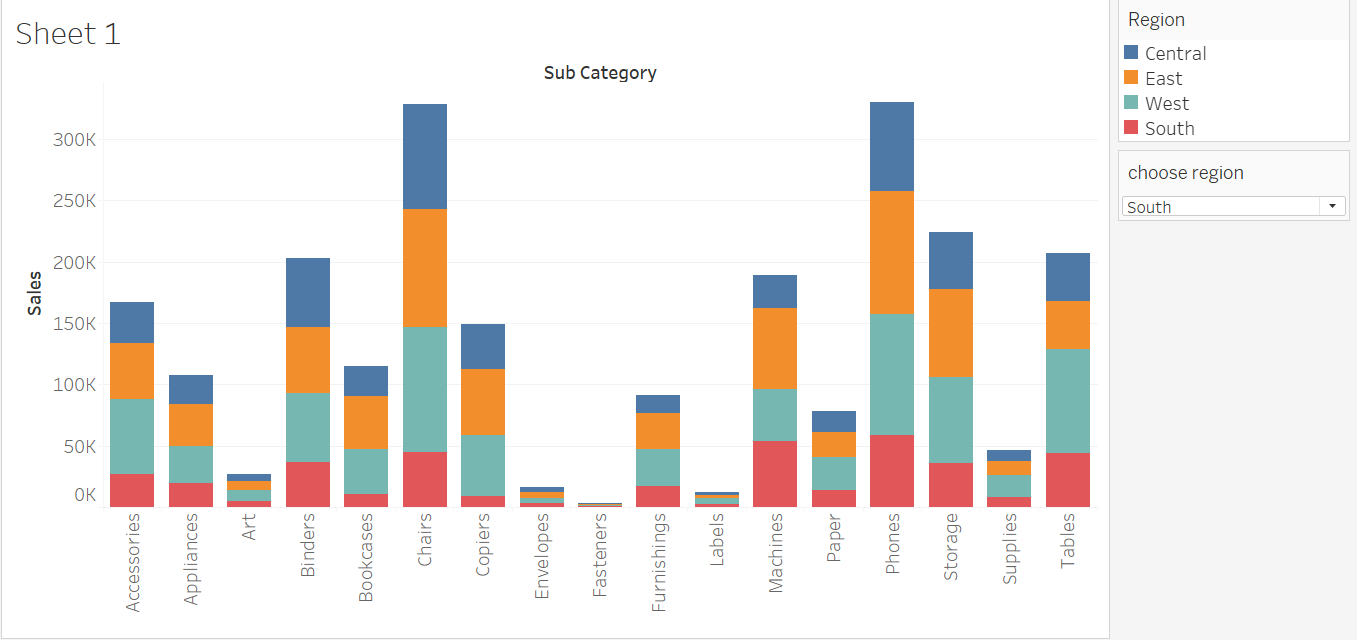 Sheet 1
Sub Category
Sales
300K
250K
200K
150K
100K
50K
0K
Accessories
Appliances
Art
Binders
Bookcases
Chairs
Copiers
Envelopes
Fasteners
Furnishings
Labels
Machines
Paper
Phones
Storage
Supplies
Tables
Region
Central
East
West
South
choose region
South